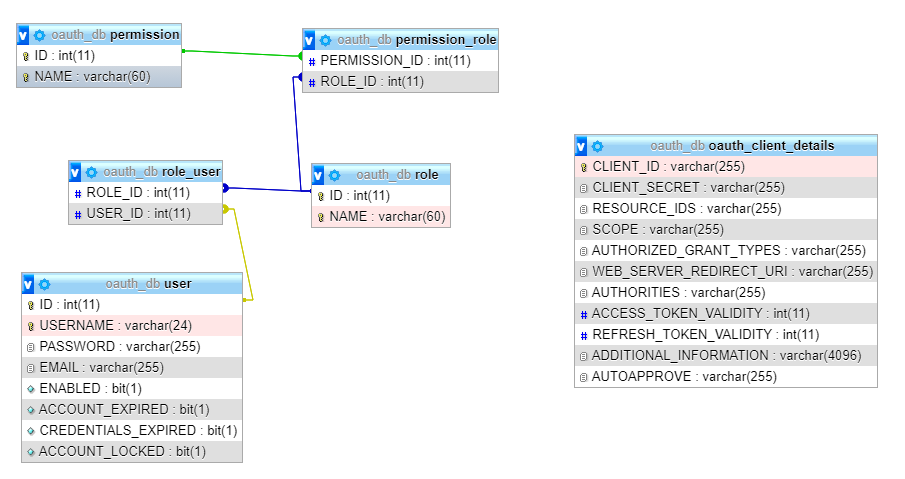 oauth_db permission
ID : int(11)
NAME : varchar(60)
oauth_db permission_role
PERMISSION_ID : int(11)
ROLE_ID : int(11)
oauth_db role_user
ROLE_ID : int(11)
USER_ID : int(11)
oauth_db role
ID : int(11)
NAME : varchar(60)
oauth_db user
ID : int(11)
USERNAME : varchar(24)
PASSWORD : varchar(255)
EMAIL : varchar(255)
ENABLED : bit(1)
ACCOUNT_EXPIRED : bit(1)
CREDENTIALS_EXPIRED : bit(1)
ACCOUNT_LOCKED : bit(1)
oauth_db oauth_client_details
CLIENT_ID : varchar(255)
CLIENT_SECRET : varchar(255)
RESOURCE_IDS : varchar(255)
SCOPE : varchar(255)
AUTHORIZED_GRANT_TYPES : varchar(255)
WEB_SERVER_REDIRECT_URI : varchar(255)
AUTHORITIES : varchar(255)
ACCESS_TOKEN_VALIDITY : int(11)
REFRESH_TOKEN_VALIDITY : int(11)
ADDITIONAL_INFORMATION : varchar(4096)
AUTOAPPROVE : varchar(255)